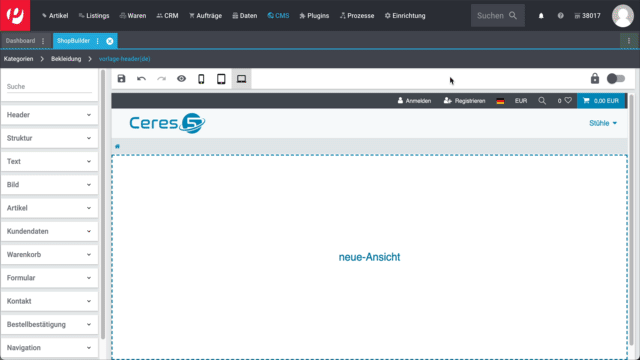 Artikel Listings Waren CRM Aufträge Daten CMS Plugins Prozesse Einrichtung Suchen 38017
Dashboard ShopBuilder
Kategorien Bekleidung vorlage-header(de)
Suche
Header
Struktur
Text
Bild
Artikel
Kundendaten
Warenkorb
Formular
Kontakt
Bestellbestätigung
Navigation
Anmelden Registrieren EUR 0 0,00 EUR
Ceres 5 Stühle
neue-Ansicht